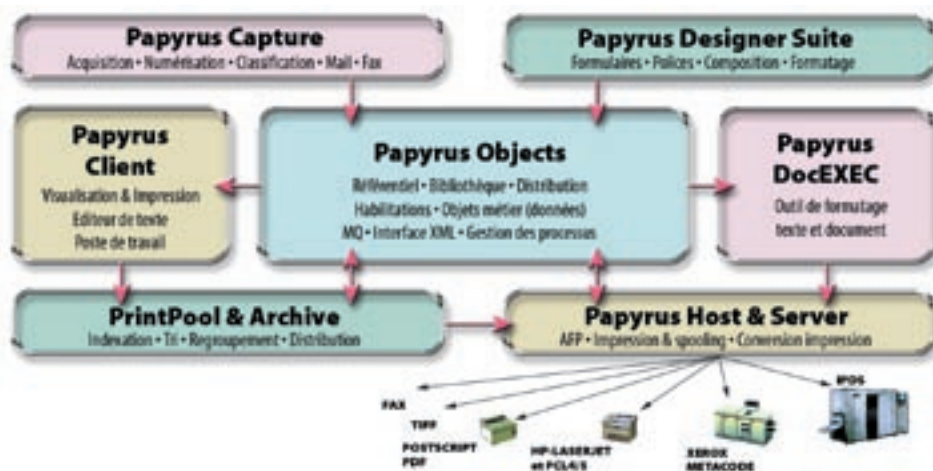 Papyrus Capture
Acquisition • Numérisation • Classification • Mail • Fax
Papyrus Designer Suite
Formulaires • Polices • Composition • Formatage
Papyrus
Client
Visualisation & Impression
Editeur de texte
Poste de travail
Papyrus Objects
Référentiel • Bibliothèque • Distribution
Habilitations • Objets métier (données)
MQ • Interface XML • Gestion des processus
Papyrus
DocEXEC
Outil de formatage
texte et document
PrintPool & Archive
Indexation • Tri • Regroupement • Distribution
Papyrus Host & Server
AFP • Impression & spooling • Conversion impression
FAX
TIFF
POSTSCRIPT
PDF
HP-LASERJET
et PCL4/5
XEROX
METACODE
IPDS